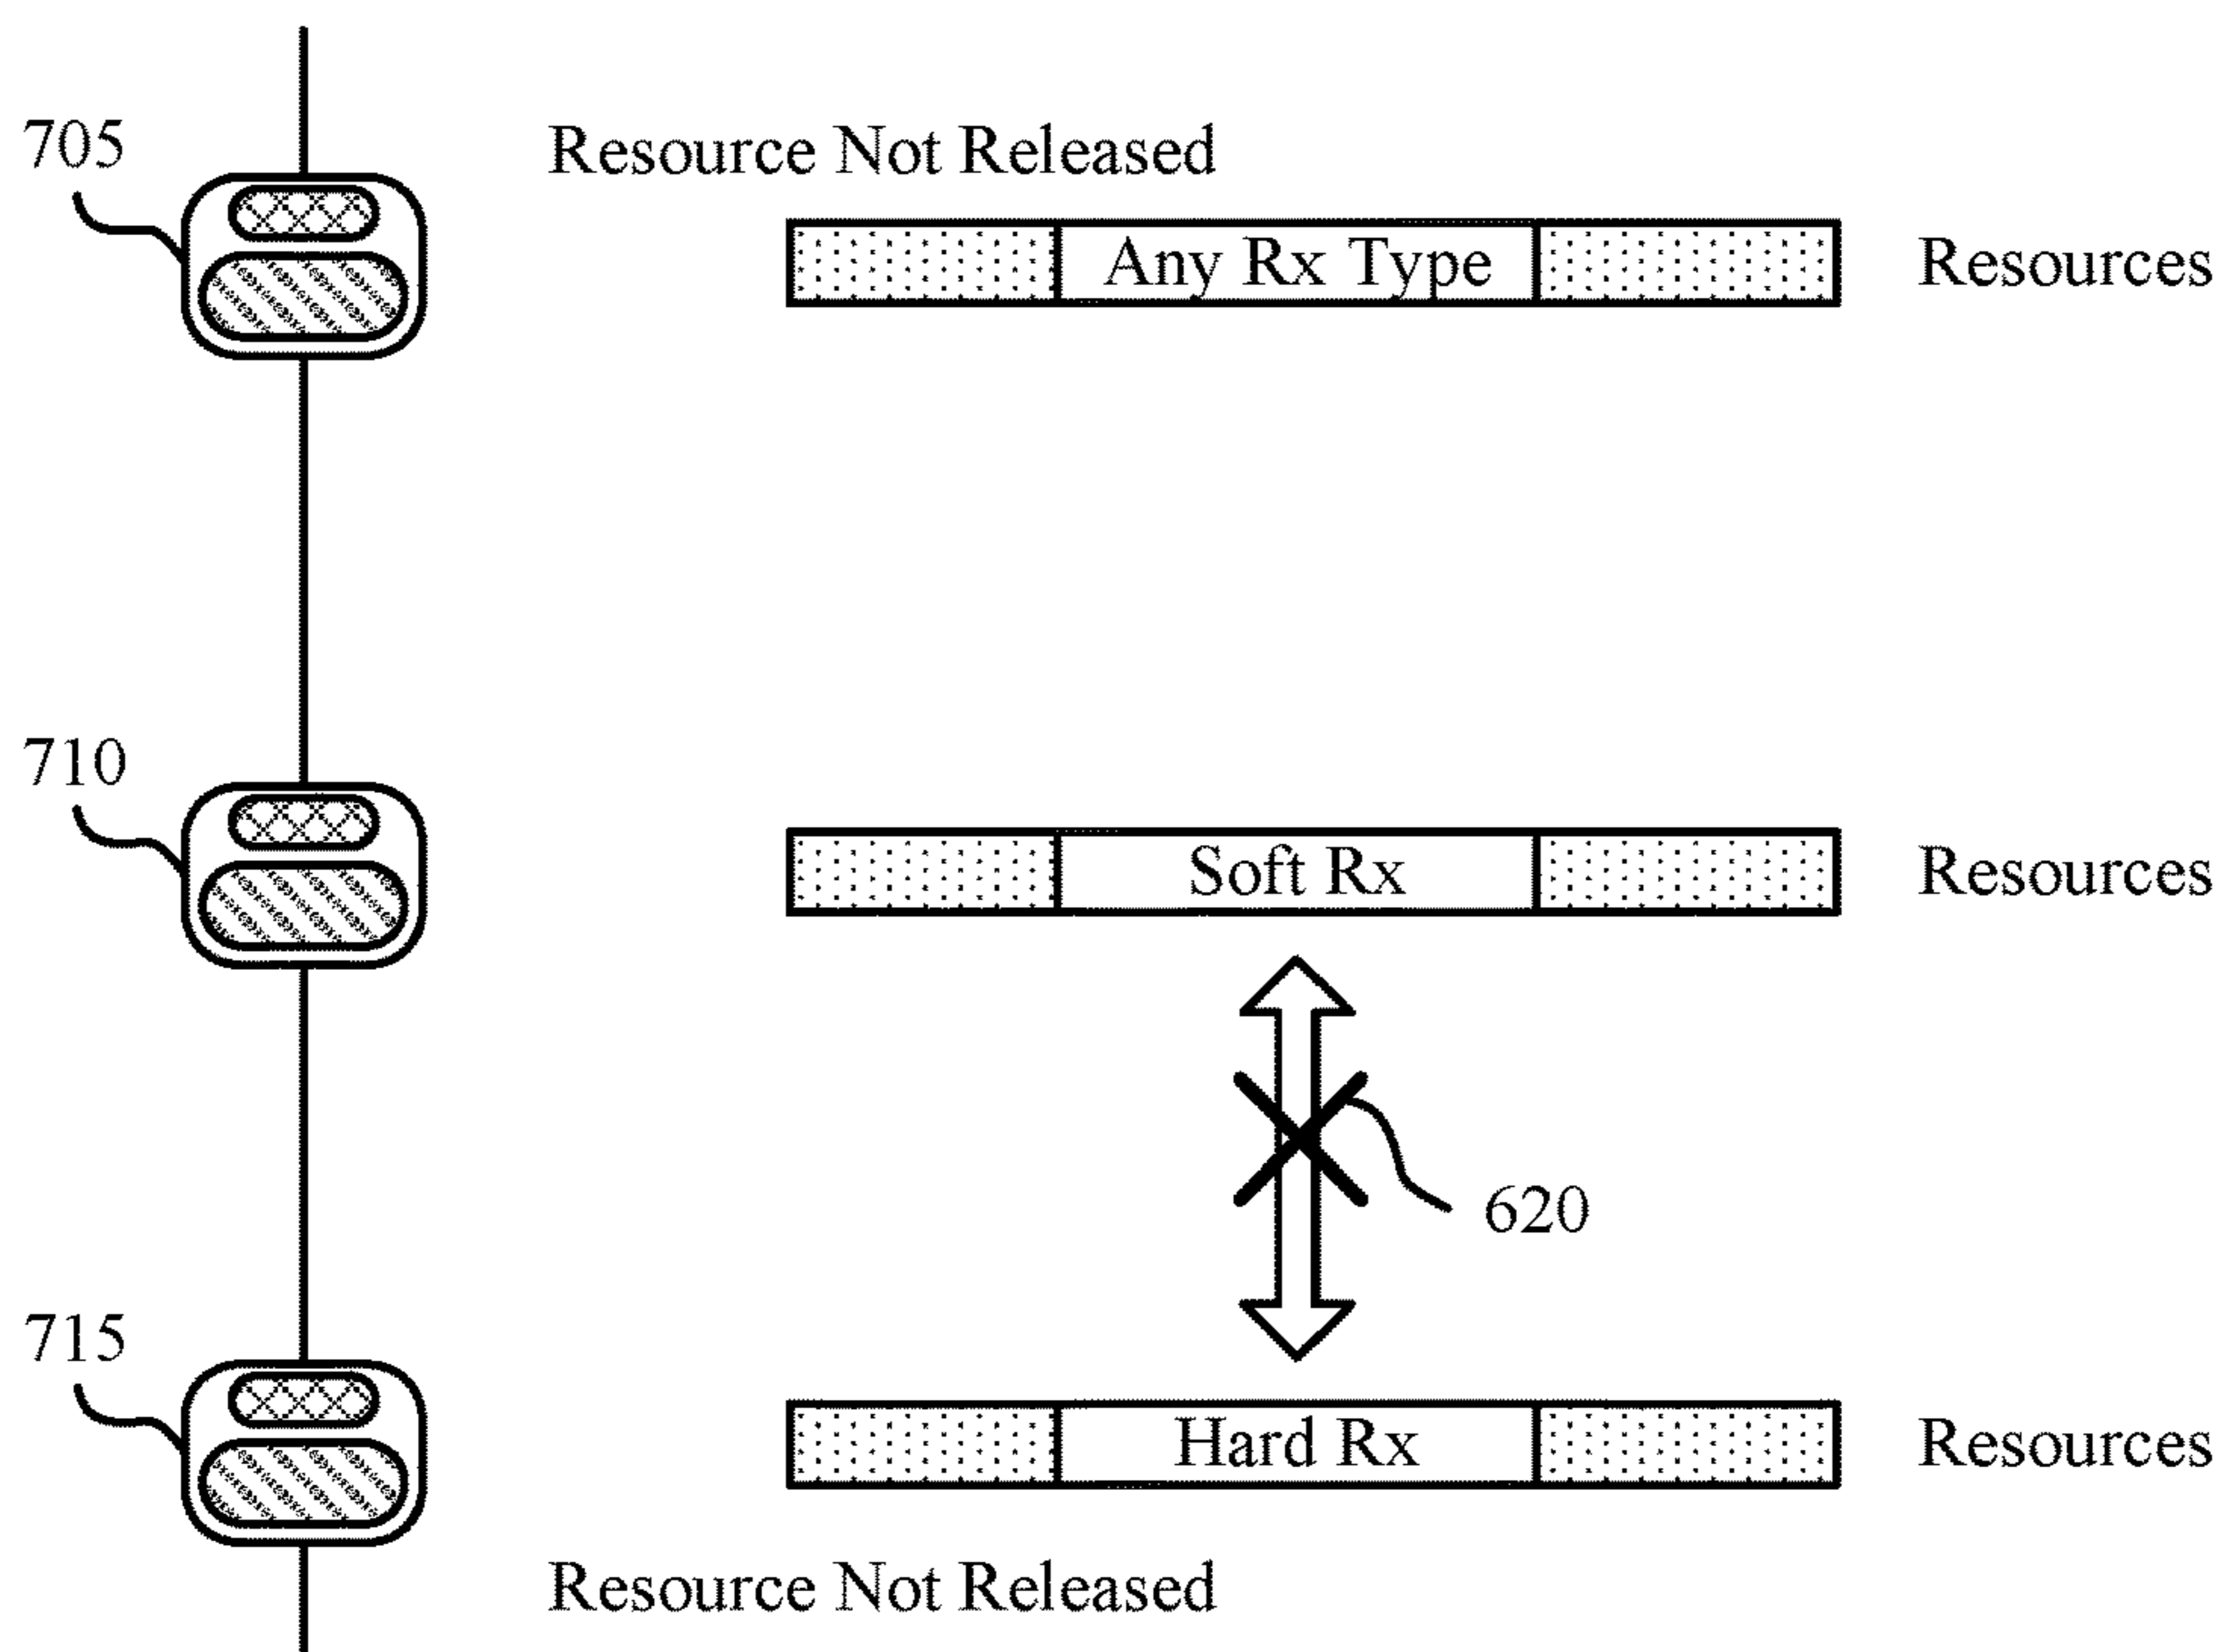 705
Resource Not Released
Any Rx Type
Resources
710
Soft Rx
Resources
620
715
Hard Rx
Resources
Resource Not Released